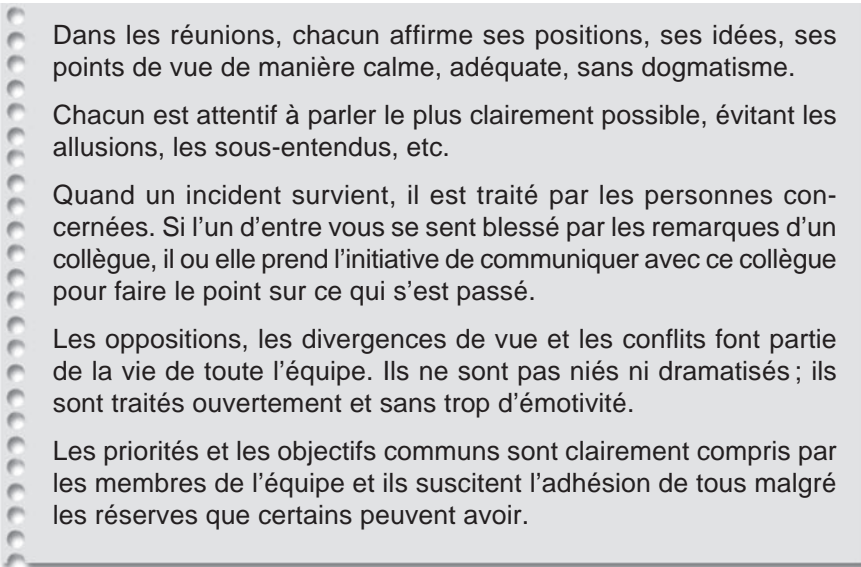 Dans les réunions, chacun affirme ses positions, ses idées, ses
points de vue de manière calme, adéquate, sans dogmatisme.
Chacun est attentif à parler le plus clairement possible, évitant les
allusions, les sous-entendus, etc.
Quand un incident survient, il est traité par les personnes con-
cernées. Si l’un d’entre vous se sent blessé par les remarques d’un
collègue, il ou elle prend l’initiative de communiquer avec ce collègue
pour faire le point sur ce qui s’est passé.
Les oppositions, les divergences de vue et les conflits font partie
de la vie de toute l’équipe. Ils ne sont pas niés ni dramatisés ; ils
sont traités ouvertement et sans trop d’émotivité.
Les priorités et les objectifs communs sont clairement compris par
les membres de l’équipe et ils suscitent l’adhésion de tous malgré
les réserves que certains peuvent avoir.